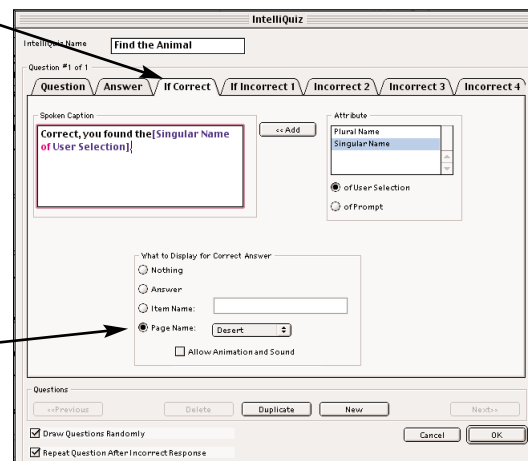 IntelliQuiz
IntelliQuiz Name
Find the Animal
Question #1 of 1
Question
Answer
If Correct
If Incorrect 1
Incorrect 2
Incorrect 3
Incorrect 4
Spoken Caption
Correct, you found the[Singular Name
of User Selection].
<< Add
Attribute
Plural Name
Singular Name
of User Selection
of Prompt
What to Display for Correct Answer
Nothing
Answer
Item Name:
Page Name:
Desert
Allow Animation and Sound
Questions
<<Previous
Delete
Duplicate
New
Next>>
Draw Questions Randomly
Cancel
OK
Repeat Question After Incorrect Response